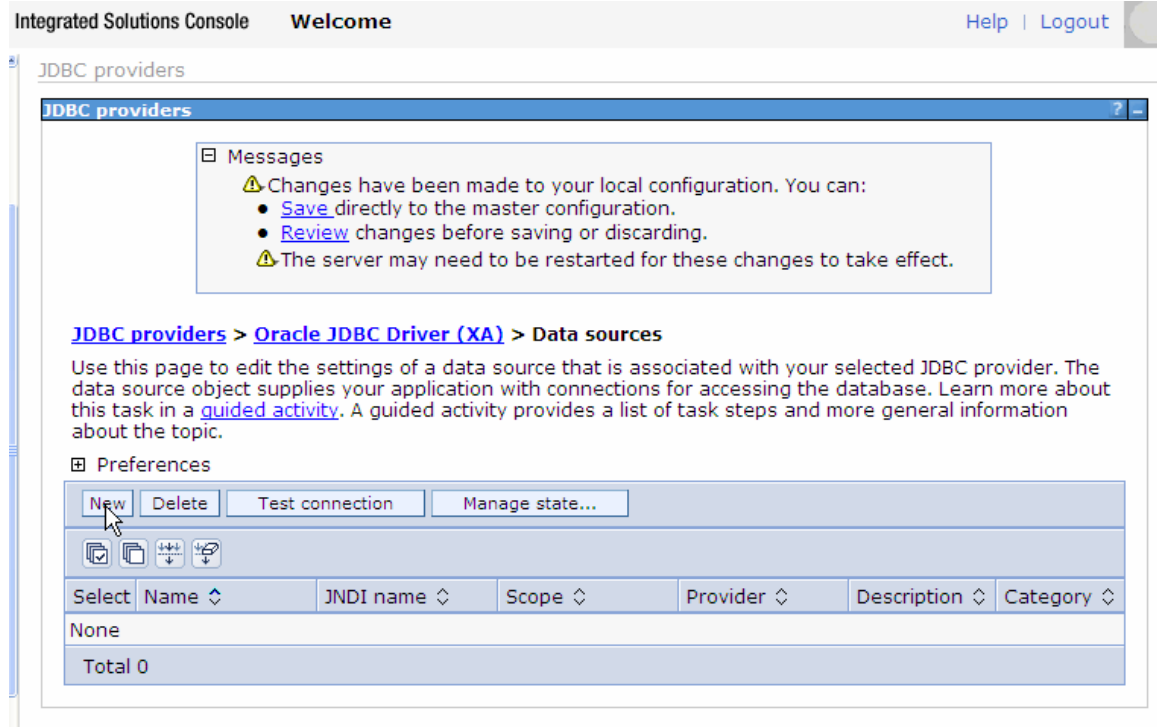 Integrated Solutions Console Welcome Help | Logout
JDBC providers
JDBC providers ? -
Messages
Changes have been made to your local configuration. You can:
• Save directly to the master configuration.
• Review changes before saving or discarding.
The server may need to be restarted for these changes to take effect.
JDBC providers > Oracle JDBC Driver (XA) > Data sources
Use this page to edit the settings of a data source that is associated with your selected JDBC provider. The
data source object supplies your application with connections for accessing the database. Learn more about
this task in a guided activity. A guided activity provides a list of task steps and more general information
about the topic.
Preferences
New Delete Test connection Manage state...
Select Name JNDI name Scope Provider Description Category
None
Total 0